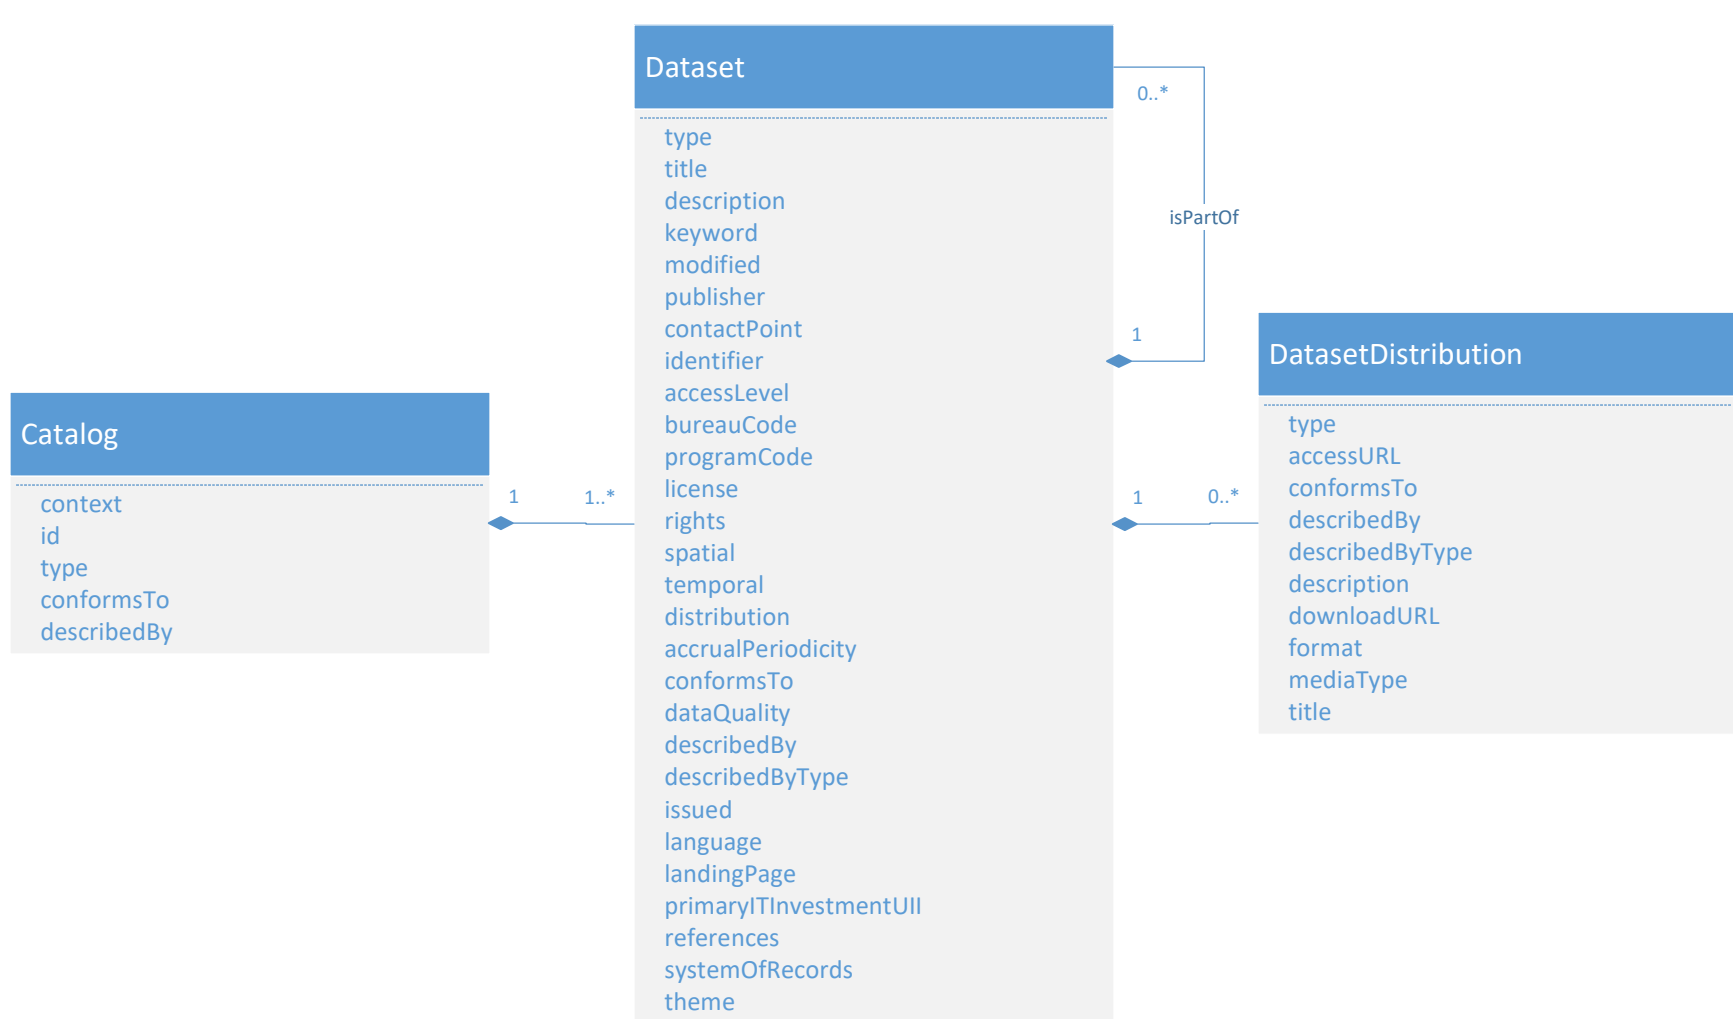 Catalog
context
id
type
conformsTo
describedBy
1
1..*
Dataset
type
title
description
keyword
modified
publisher
contactPoint
identifier
accessLevel
bureauCode
programCode
license
rights
spatial
temporal
distribution
accrualPeriodicity
conformsTo
dataQuality
describedBy
describedByType
issued
language
landingPage
primaryITInvestmentUII
references
systemOfRecords
theme
0..*
isPartOf
1
1
0..*
DatasetDistribution
type
accessURL
conformsTo
describedBy
describedByType
description
downloadURL
format
mediaType
title